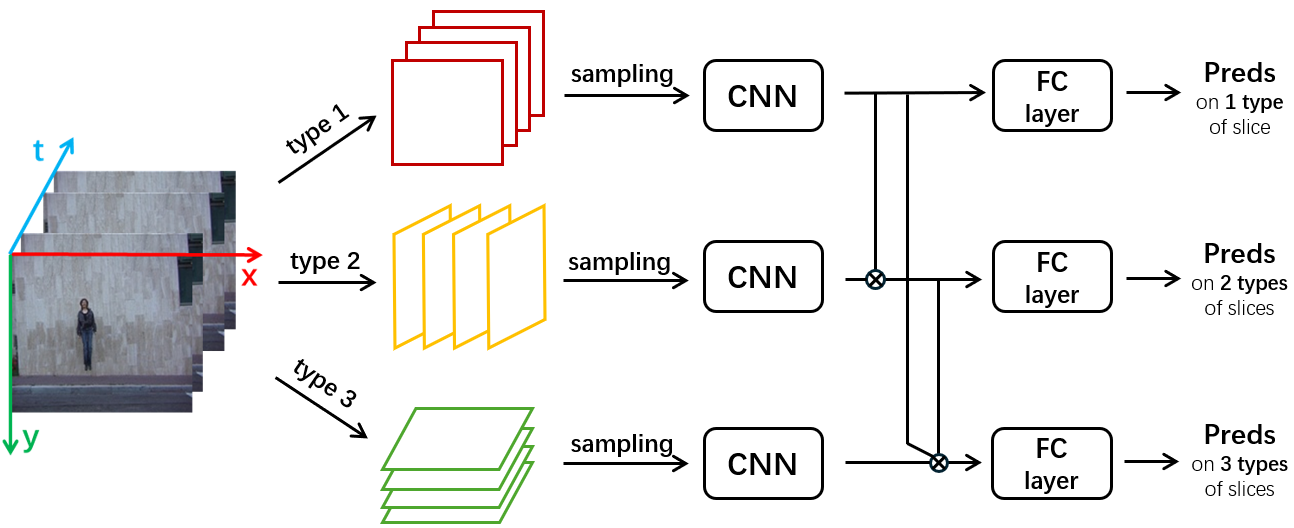 t
x
y
type 1
sampling
CNN
FC
layer
Preds
on 1 type
of slice
type 2
sampling
CNN
FC
layer
Preds
on 2 types
of slices
type 3
sampling
CNN
FC
layer
Preds
on 3 types
of slices